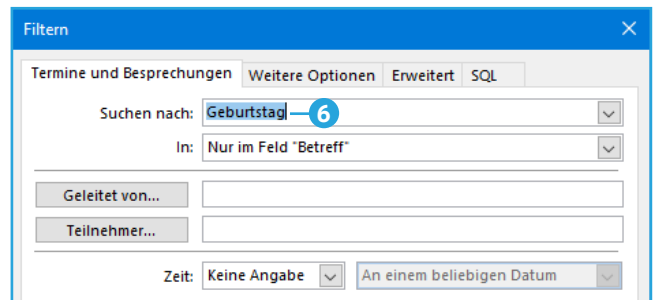 Filtern
Termine und Besprechungen Weitere Optionen Erweitert SQL
Suchen nach: Geburtstag 6
In: Nur im Feld "Betreff"
Geleitet von...
Teilnehmer...
Zeit: Keine Angabe An einem beliebigen Datum